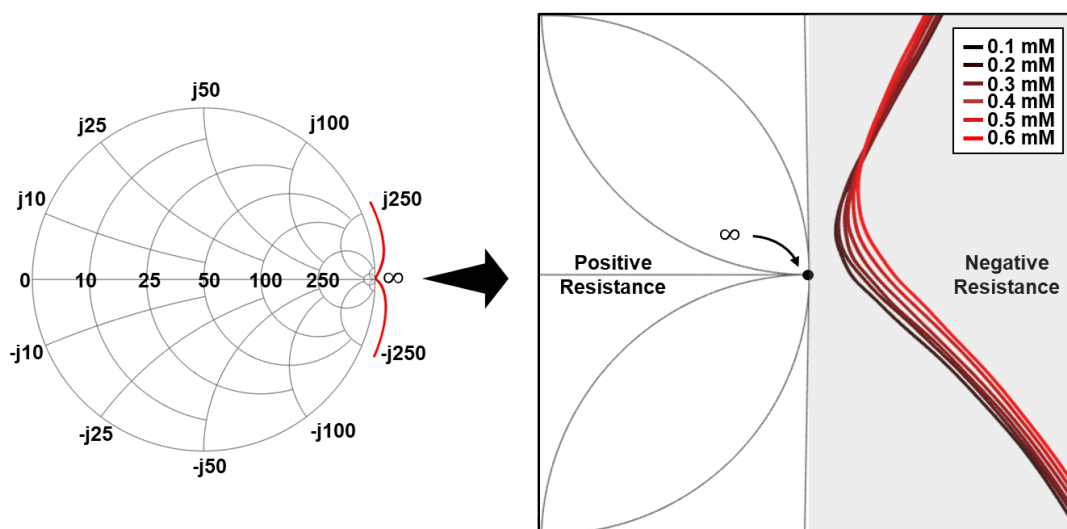 j50
j25
j100
j10
j250
0
10
25
50
100
250
∞
-j10
-j250
-j25
-j100
-j50
0.1 mM
0.2 mM
0.3 mM
0.4 mM
0.5 mM
0.6 mM
∞
Positive
Resistance
Negative
Resistance